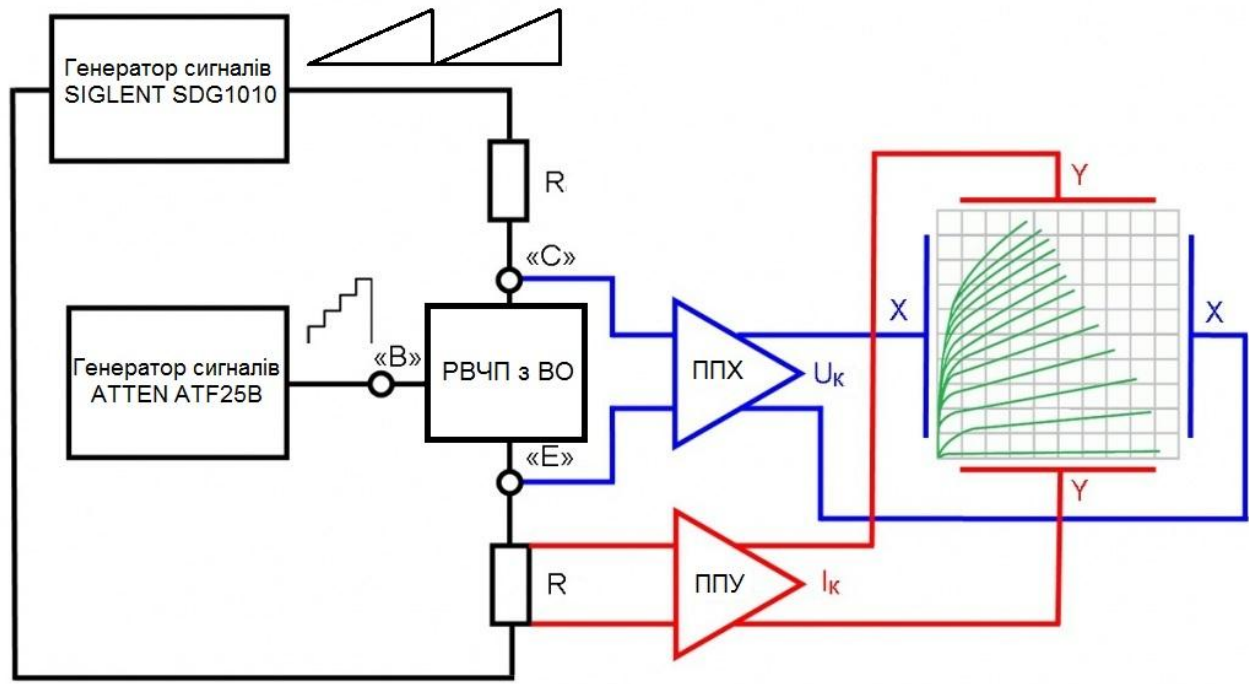 Генератор сигналів
SIGLENT SDG1010
R
«C»
Y
X
X
Генератор сигналів
ATTEN ATF25B
«B»
РВЧП з ВО
ППХ
Uк
«E»
Y
R
ППУ
Iк